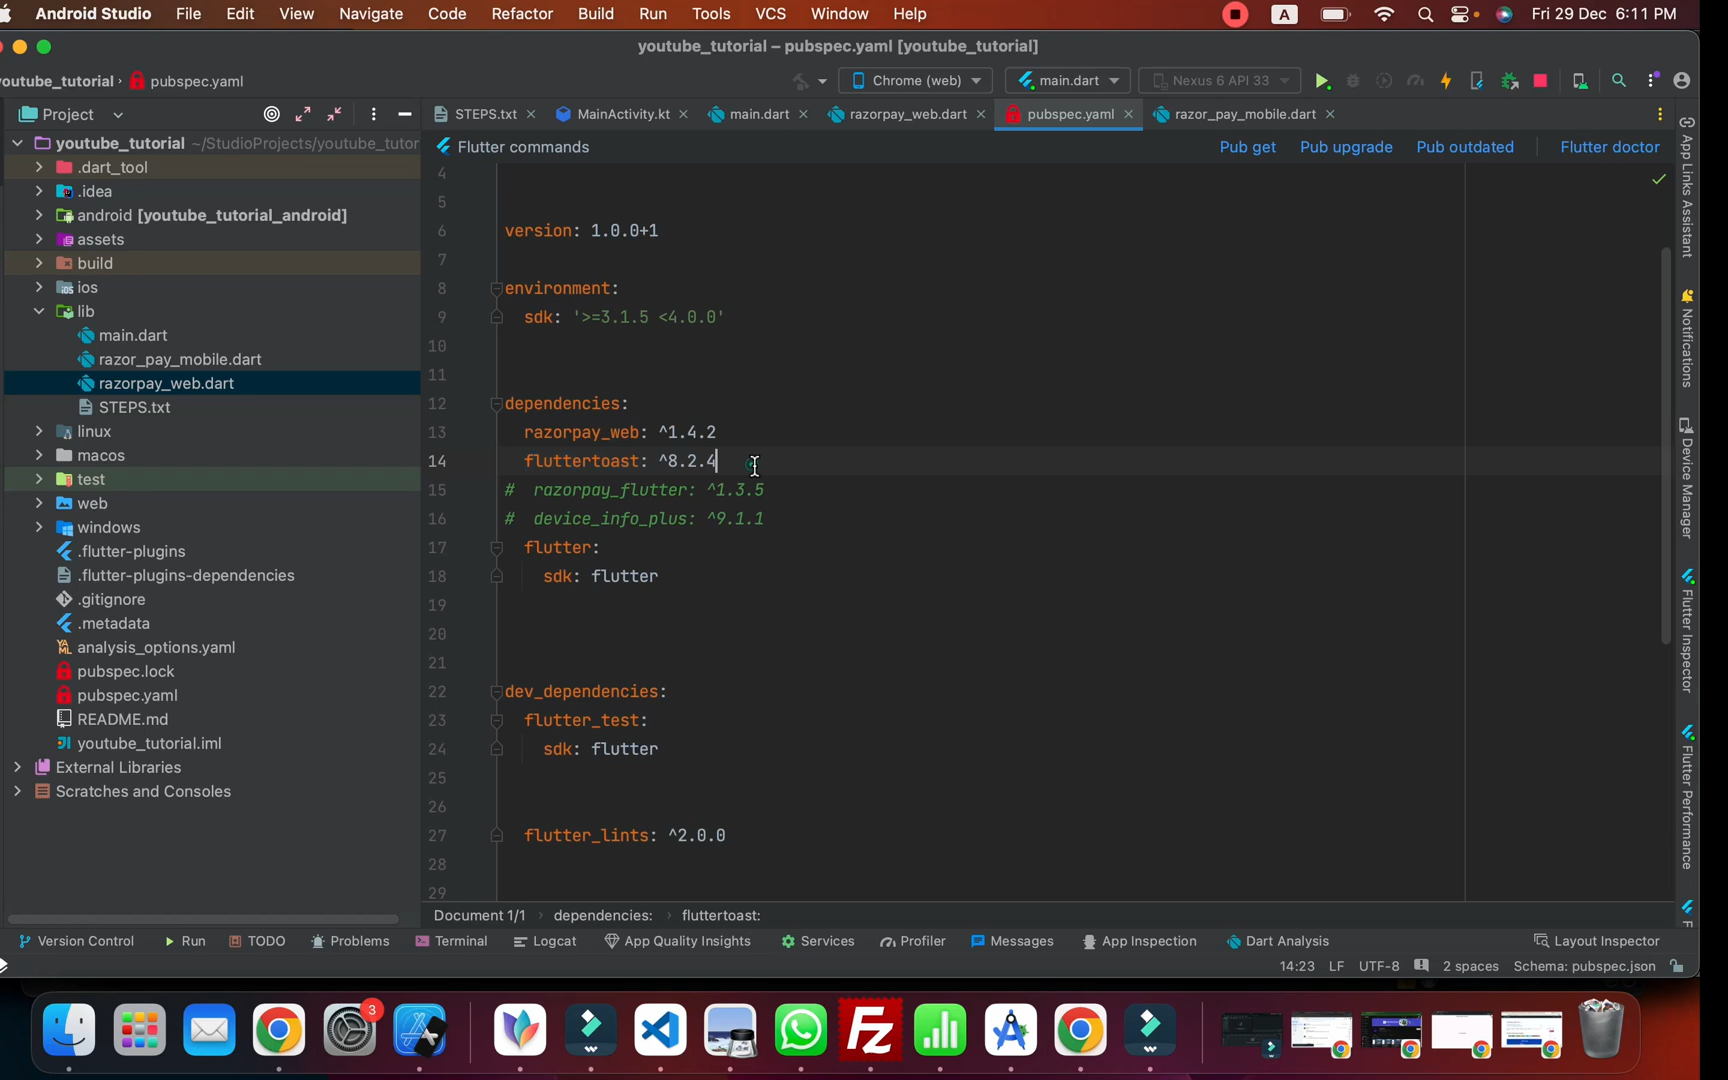 Android Studio File Edit View Navigate Code Refactor Build Run Tools VCS Window Help A Fri 29 Dec 6:11 PM
youtube_tutorial – pubspec.yaml [youtube_tutorial]
outube_tutorial › pubspec.yaml Chrome (web) main.dart Nexus 6 API 33
Project STEPS.txt MainActivity.kt main.dart razorpay_web.dart pubspec.yaml razor_pay_mobile.dart
youtube_tutorial ~/StudioProjects/youtube_tutor
Flutter commands Pub get Pub upgrade Pub outdated Flutter doctor
.dart_tool
.idea
android [youtube_tutorial_android]
assets
build
ios
lib
main.dart
razor_pay_mobile.dart
razorpay_web.dart
STEPS.txt
linux
macos
test
web
windows
.flutter-plugins
.flutter-plugins-dependencies
.gitignore
.metadata
analysis_options.yaml
pubspec.lock
pubspec.yaml
README.md
youtube_tutorial.iml
External Libraries
Scratches and Consoles
4
5
6 version: 1.0.0+1
7
8 environment:
9 sdk: '>=3.1.5 <4.0.0'
10
11
12 dependencies:
13 razorpay_web: ^1.4.2
14 fluttertoast: ^8.2.4
15 # razorpay_flutter: ^1.3.5
16 # device_info_plus: ^9.1.1
17 flutter:
18 sdk: flutter
19
20
21
22 dev_dependencies:
23 flutter_test:
24 sdk: flutter
25
26
27 flutter_lints: ^2.0.0
28
29
App Links Assistant
Notifications
Device Manager
Flutter Inspector
Flutter Performance
F
Document 1/1 › dependencies: › fluttertoast:
Version Control Run TODO Problems Terminal Logcat App Quality Insights Services Profiler Messages App Inspection Dart Analysis Layout Inspector
14:23 LF UTF-8 2 spaces Schema: pubspec.json
3
Fz